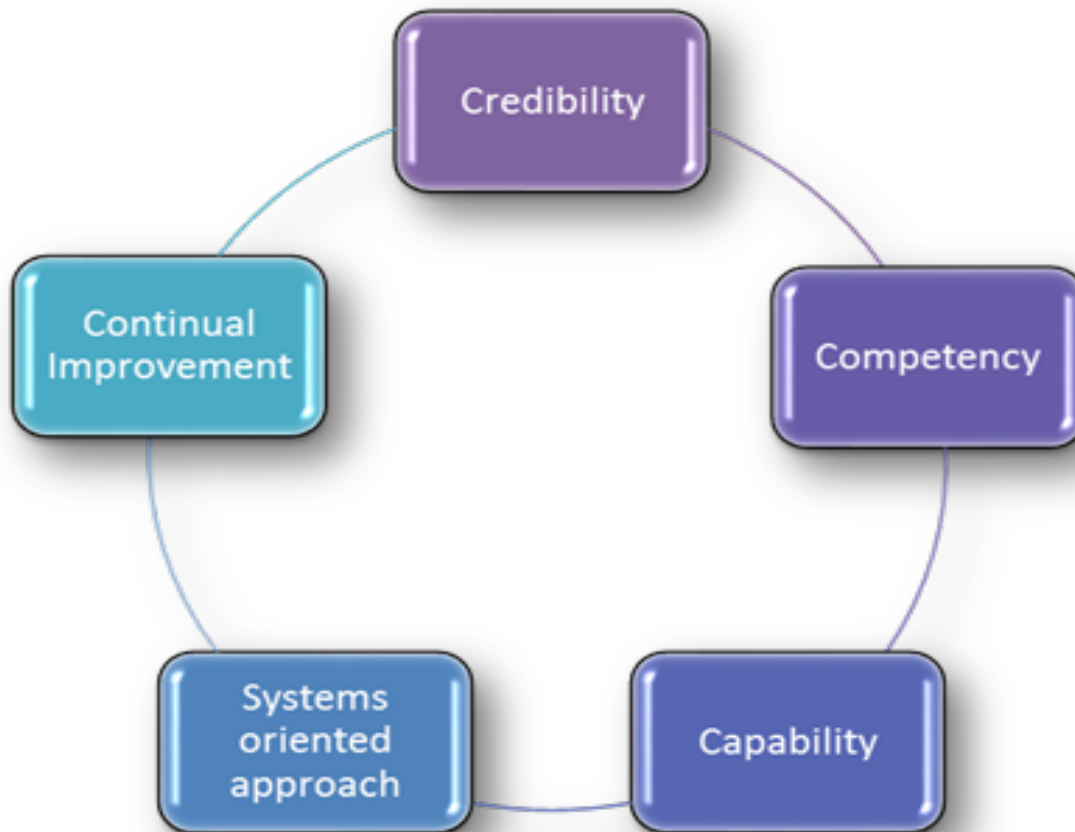 Credibility
Competency
Capability
Systems
oriented
approach
Continual
Improvement